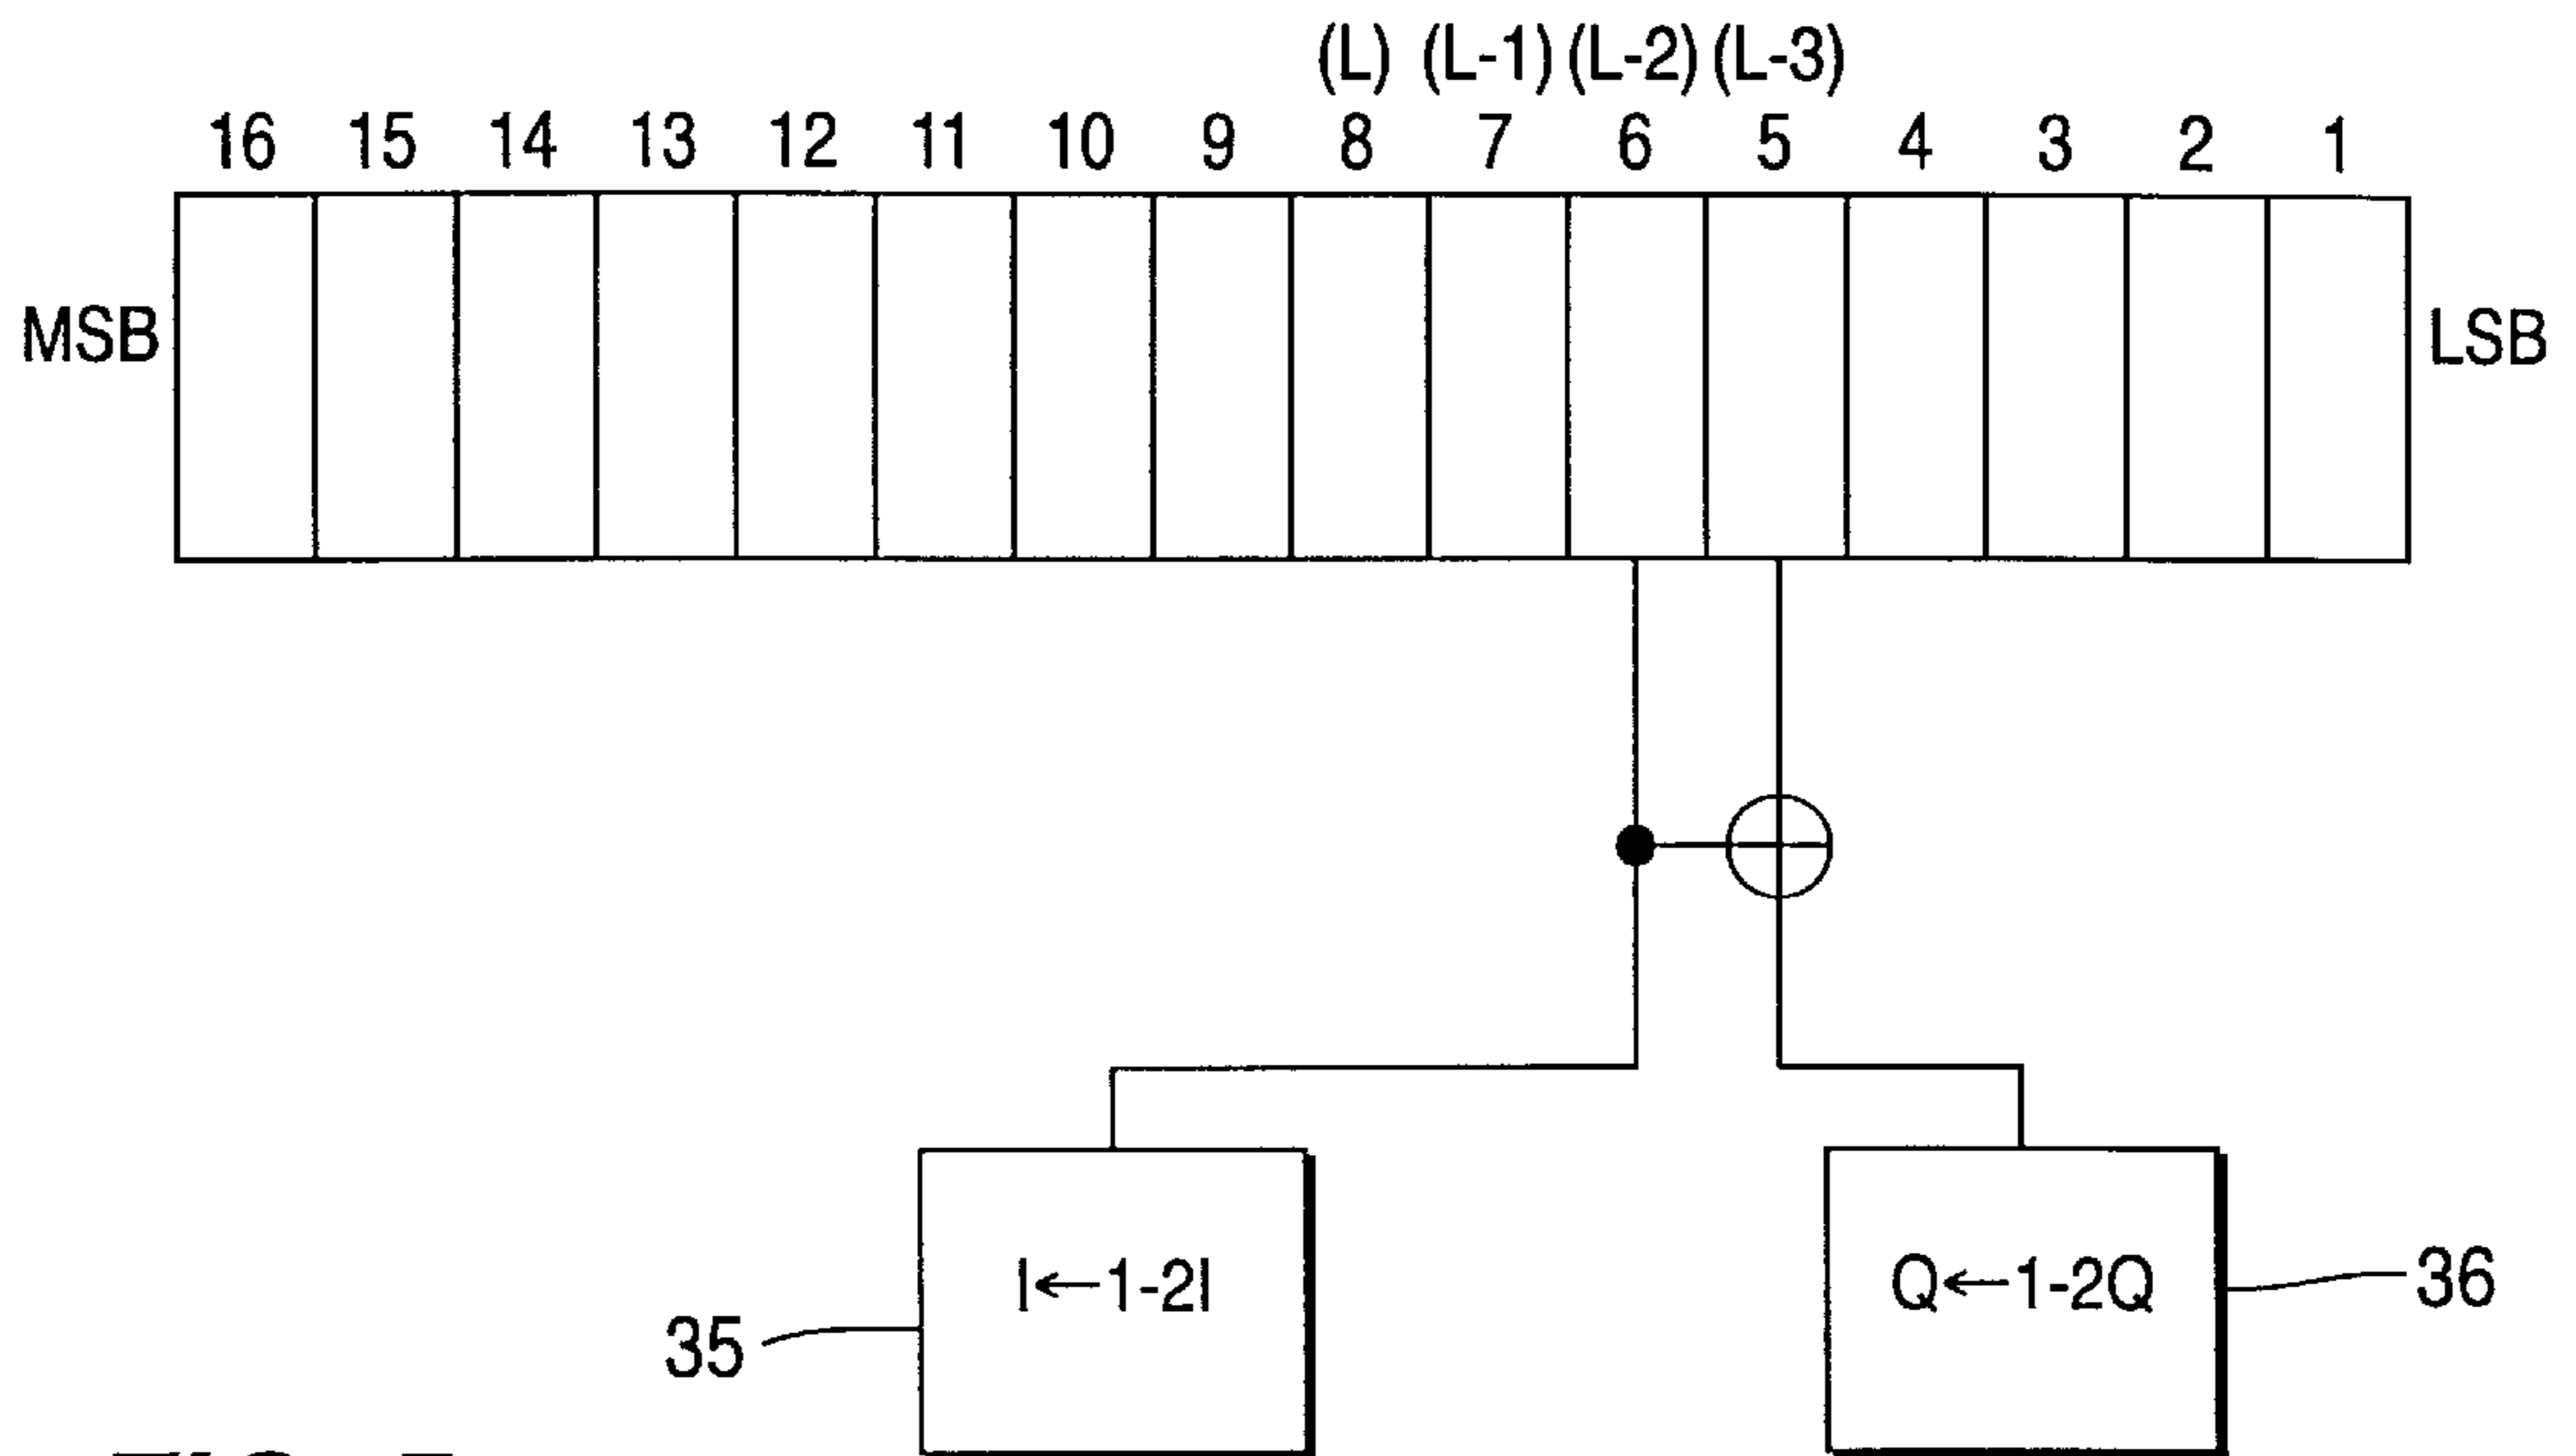 (L) (L-1) (L-2) (L-3)
16 15 14 13 12 11 10 9 8 7 6 5 4 3 2 1
MSB LSB
I←1-2I Q←1-2Q
35 36